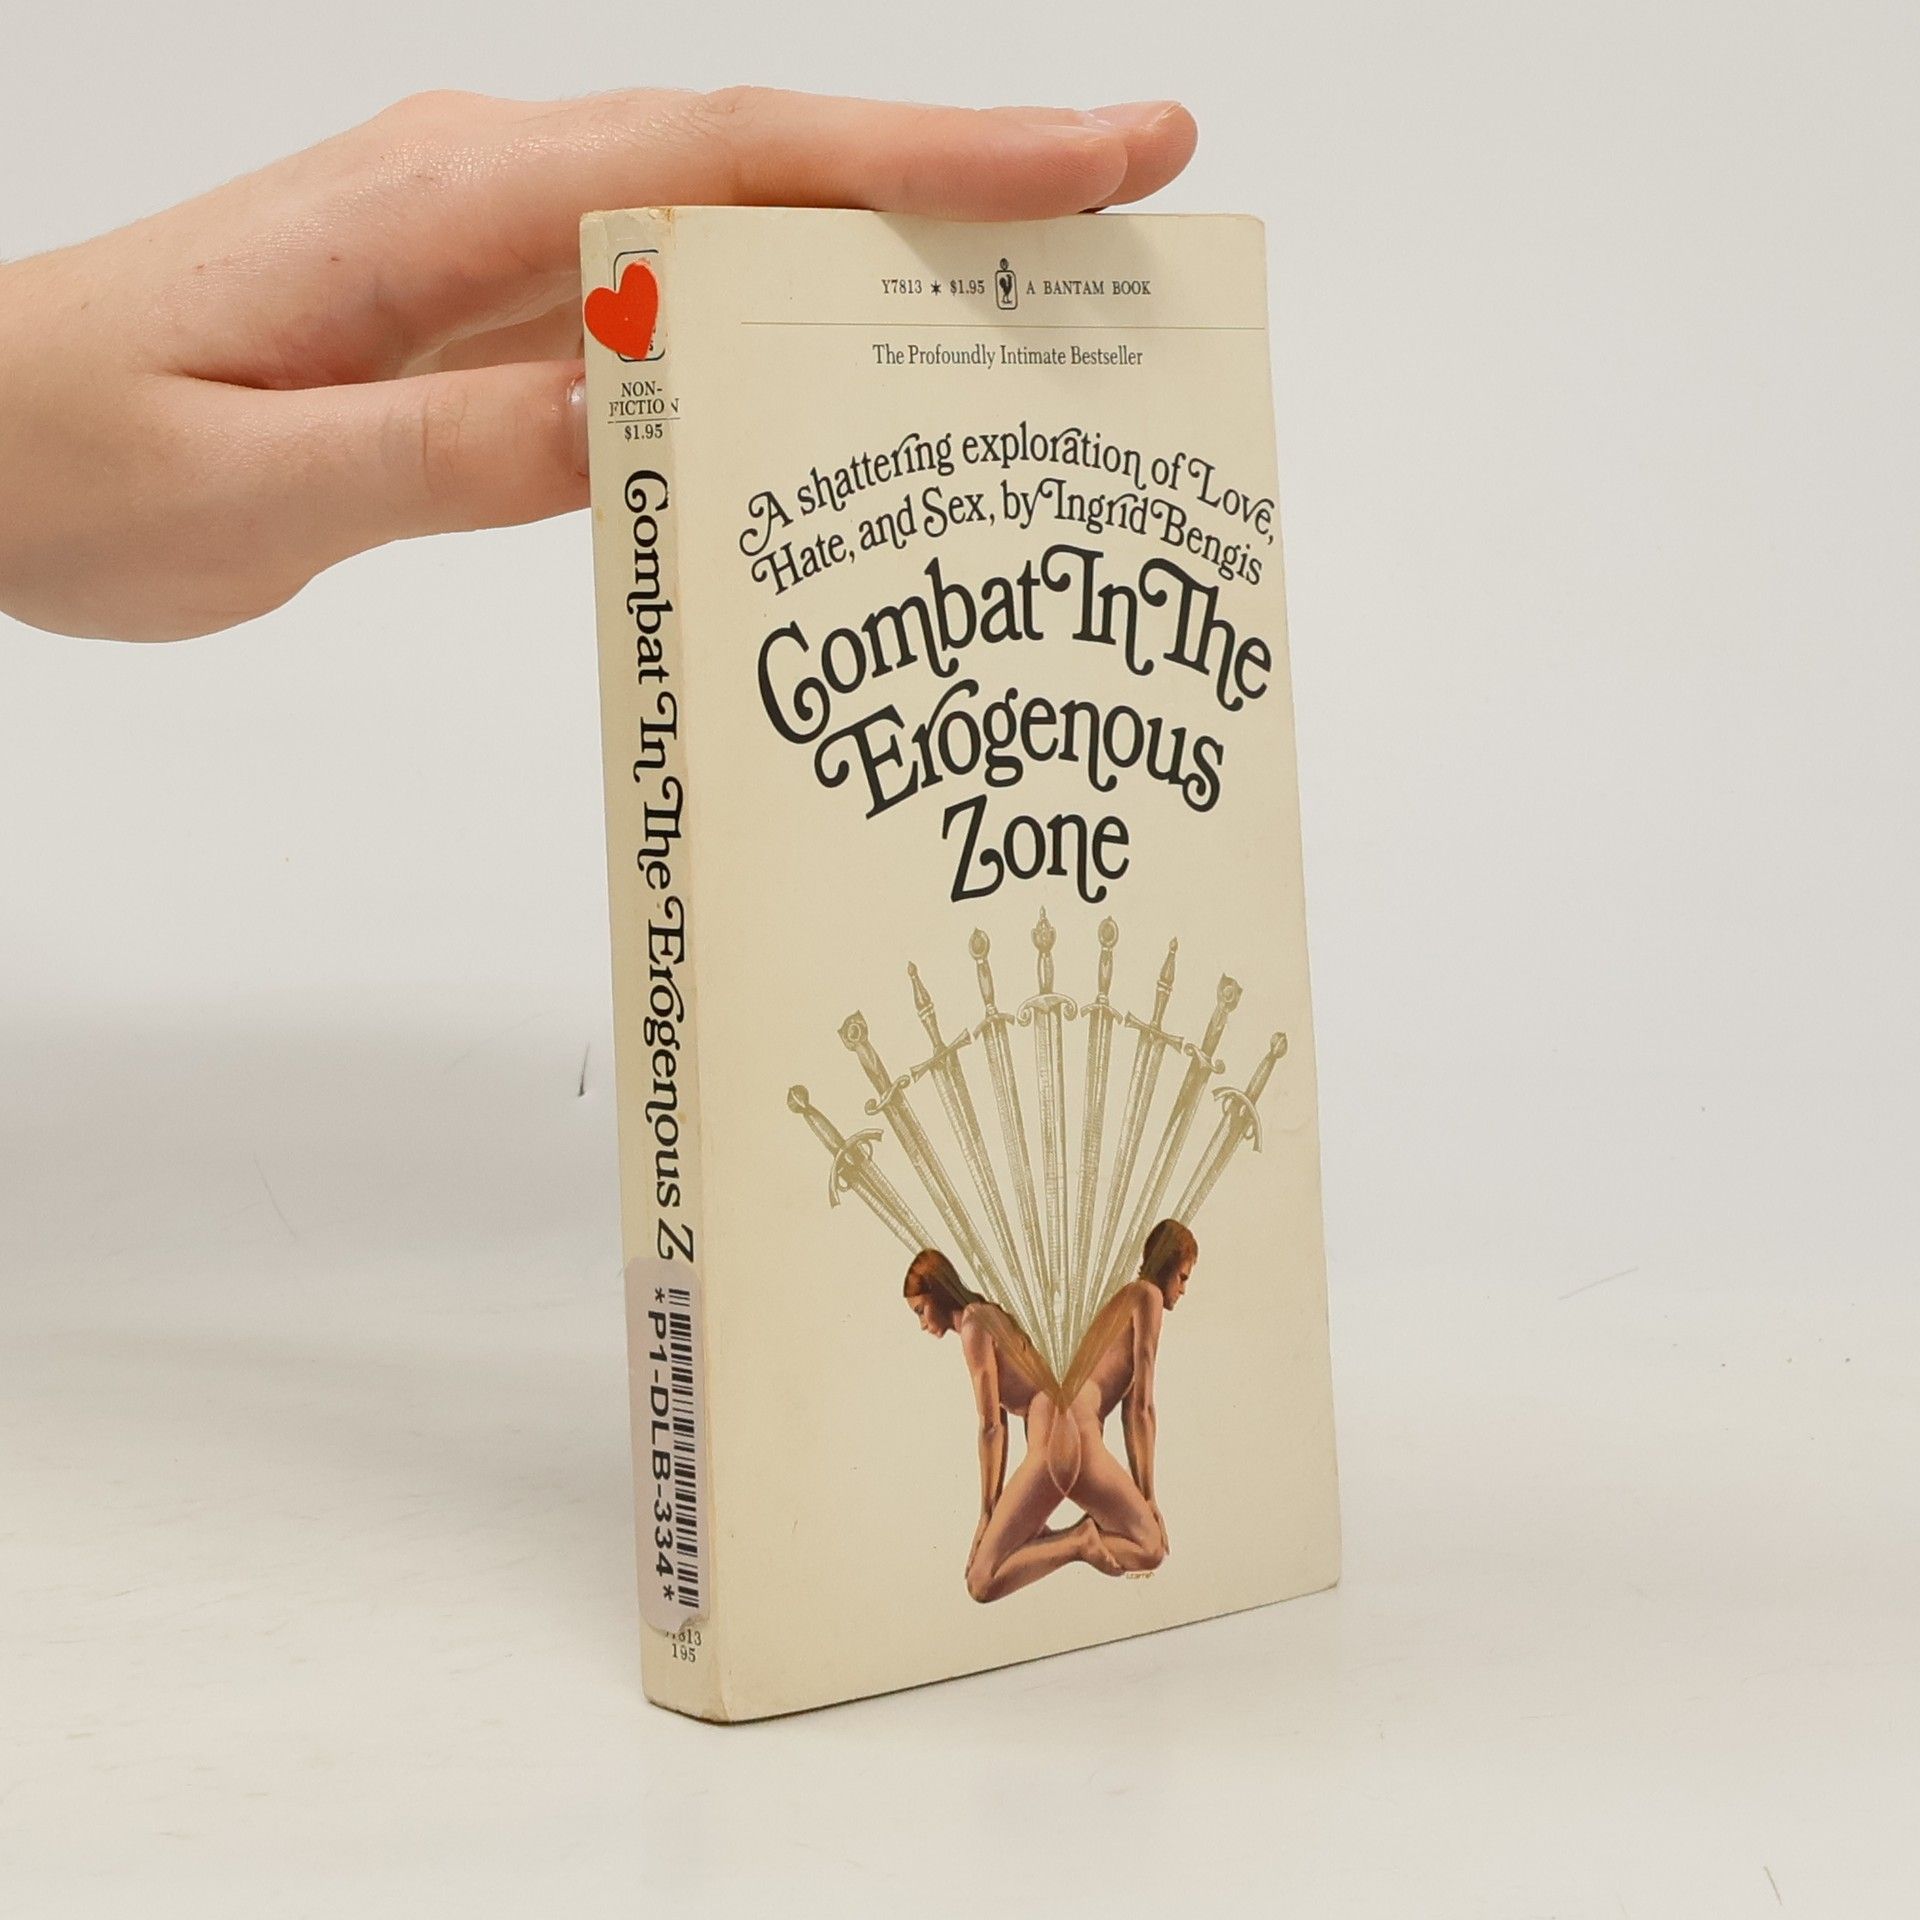 NON-
FICTION
$1.95
Combat In The Erogenous Z
*P1-DLB-334*
195
Y7813 * $1.95 A BANTAM BOOK
The Profoundly Intimate Bestseller
A shattering exploration of Love,
Hate, and Sex, by Ingrid Bengis
Combat In The
Erogenous
Zone